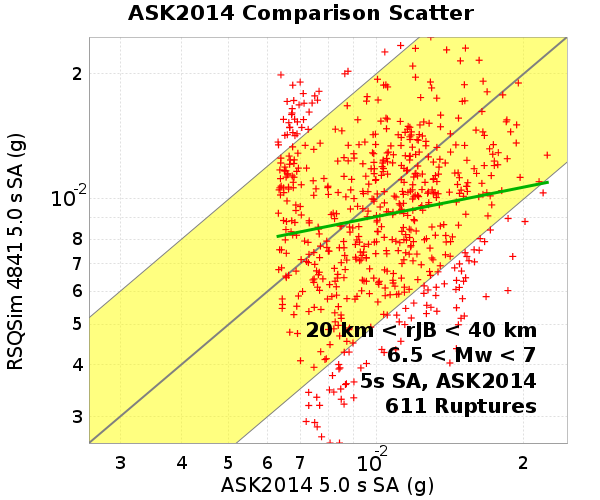 ASK2014 Comparison Scatter
RSQSim 4841 5.0 s SA (g)
2
10-2
8
7
6
5
4
3
20 km < rJB < 40 km
6.5 < Mw < 7
5s SA, ASK2014
611 Ruptures
3 4 5 6 7 10-2 2
ASK2014 5.0 s SA (g)